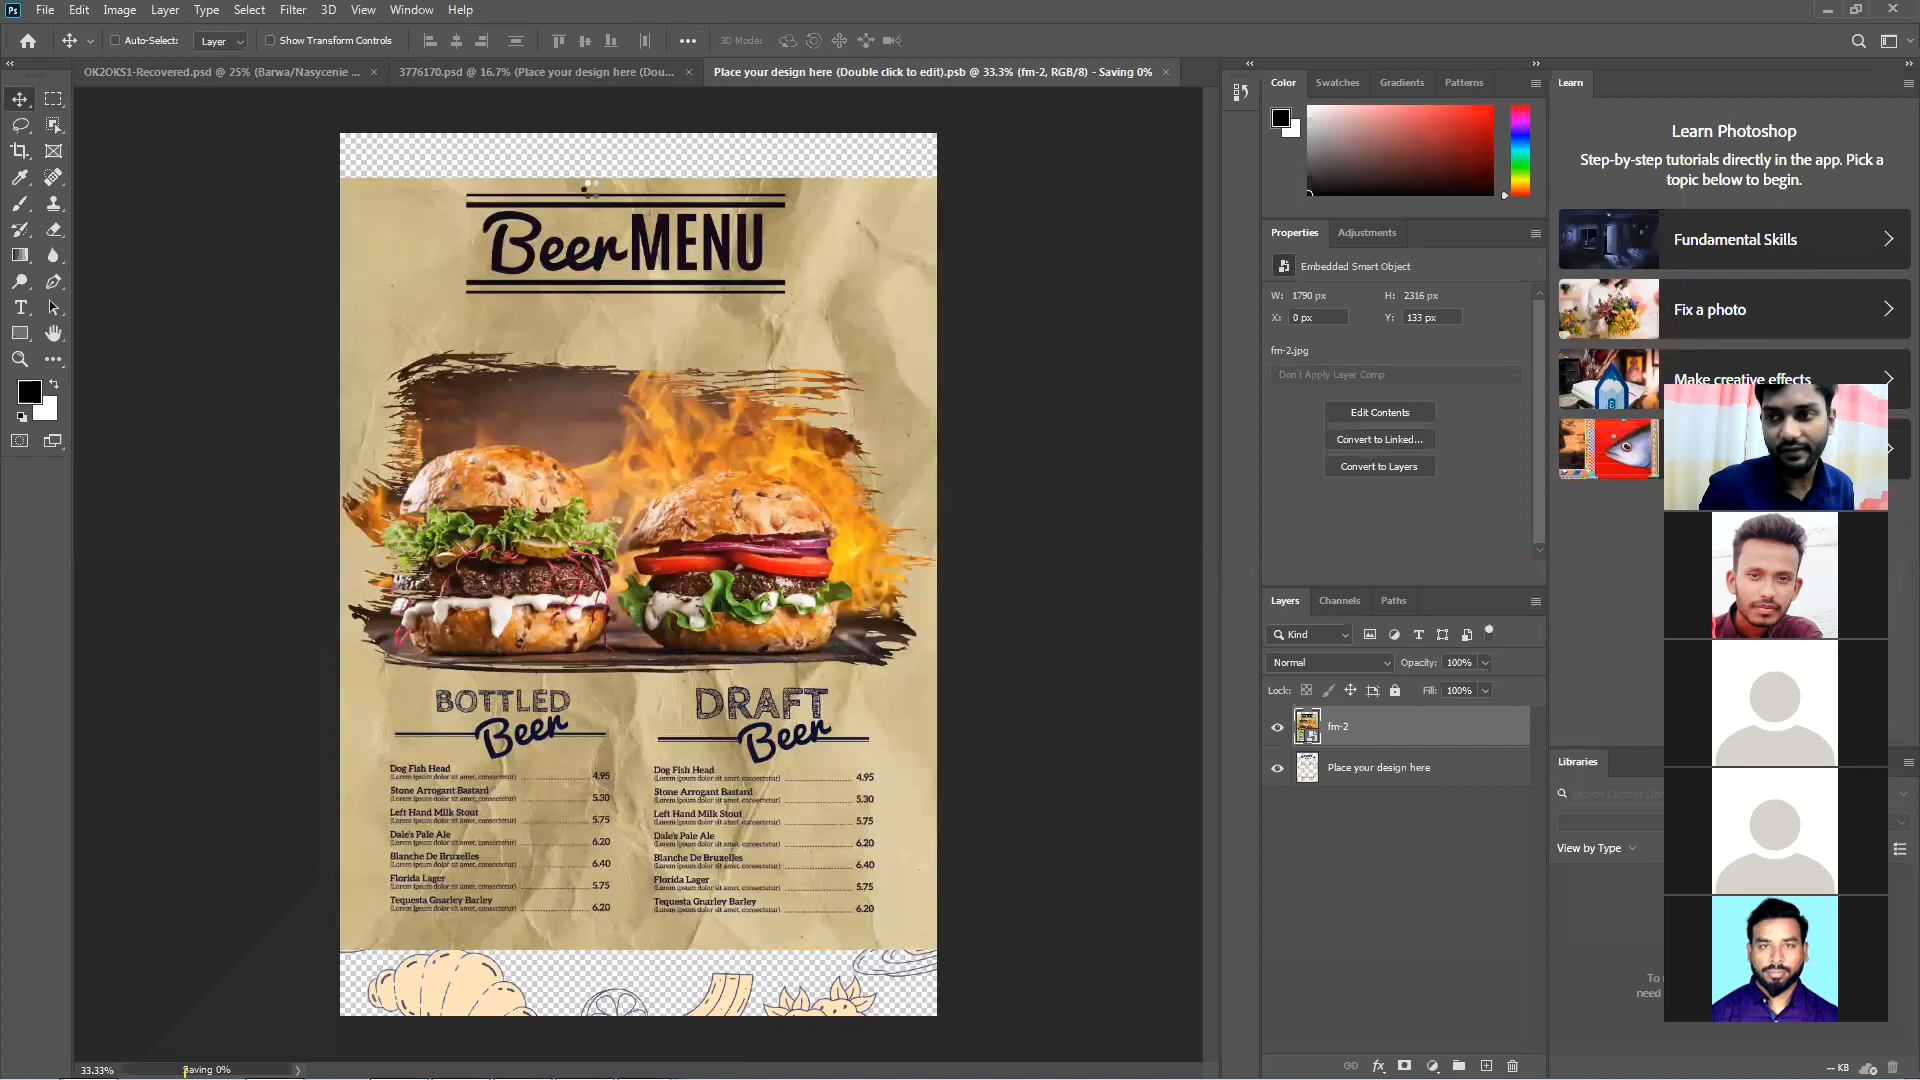 Ps File Edit Image Layer Type Select Filter 3D View Window Help
Auto-Select: Layer Show Transform Controls 3D Mode:
OK2OKS1-Recovered.psd @ 25% (Barwa/Nasycenie ... × 3776170.psd @ 16.7% (Place your design here (Dou... × Place your design here (Double click to edit).psb @ 33.3% (fm-2, RGB/8) - Saving 0% ×
Beer MENU
BOTTLED
Beer
DRAFT
Beer
Dog Fish Head
(Lorem ipsum dolor sit amet, consectetur) 4.95
Stone Arrogant Bastard
(Lorem ipsum dolor sit amet, consectetur) 5.30
Left Hand Milk Stout
(Lorem ipsum dolor sit amet, consectetur) 5.75
Dale's Pale Ale
(Lorem ipsum dolor sit amet, consectetur) 6.20
Blanche De Bruxelles
(Lorem ipsum dolor sit amet, consectetur) 6.40
Florida Lager
(Lorem ipsum dolor sit amet, consectetur) 5.75
Tequesta Gnarley Barley
(Lorem ipsum dolor sit amet, consectetur) 6.20
Dog Fish Head
(Lorem ipsum dolor sit amet, consectetur) 4.95
Stone Arrogant Bastard
(Lorem ipsum dolor sit amet, consectetur) 5.30
Left Hand Milk Stout
(Lorem ipsum dolor sit amet, consectetur) 5.75
Dale's Pale Ale
(Lorem ipsum dolor sit amet, consectetur) 6.20
Blanche De Bruxelles
(Lorem ipsum dolor sit amet, consectetur) 6.40
Florida Lager
(Lorem ipsum dolor sit amet, consectetur) 5.75
Tequesta Gnarley Barley
(Lorem ipsum dolor sit amet, consectetur) 6.20
33.33% Saving 0%
Color Swatches Gradients Patterns
Properties Adjustments
Embedded Smart Object
W: 1790 px H: 2316 px
X: 0 px Y: 133 px
fm-2.jpg
Don't Apply Layer Comp
Edit Contents
Convert to Linked...
Convert to Layers
Layers Channels Paths
Kind
Normal Opacity: 100%
Lock: Fill: 100%
fm-2
Place your design here
Learn
Learn Photoshop
Step-by-step tutorials directly in the app. Pick a
topic below to begin.
Fundamental Skills
Fix a photo
Make creative effects
Libraries
Search Current Lib
View by Type
To
need
-- KB